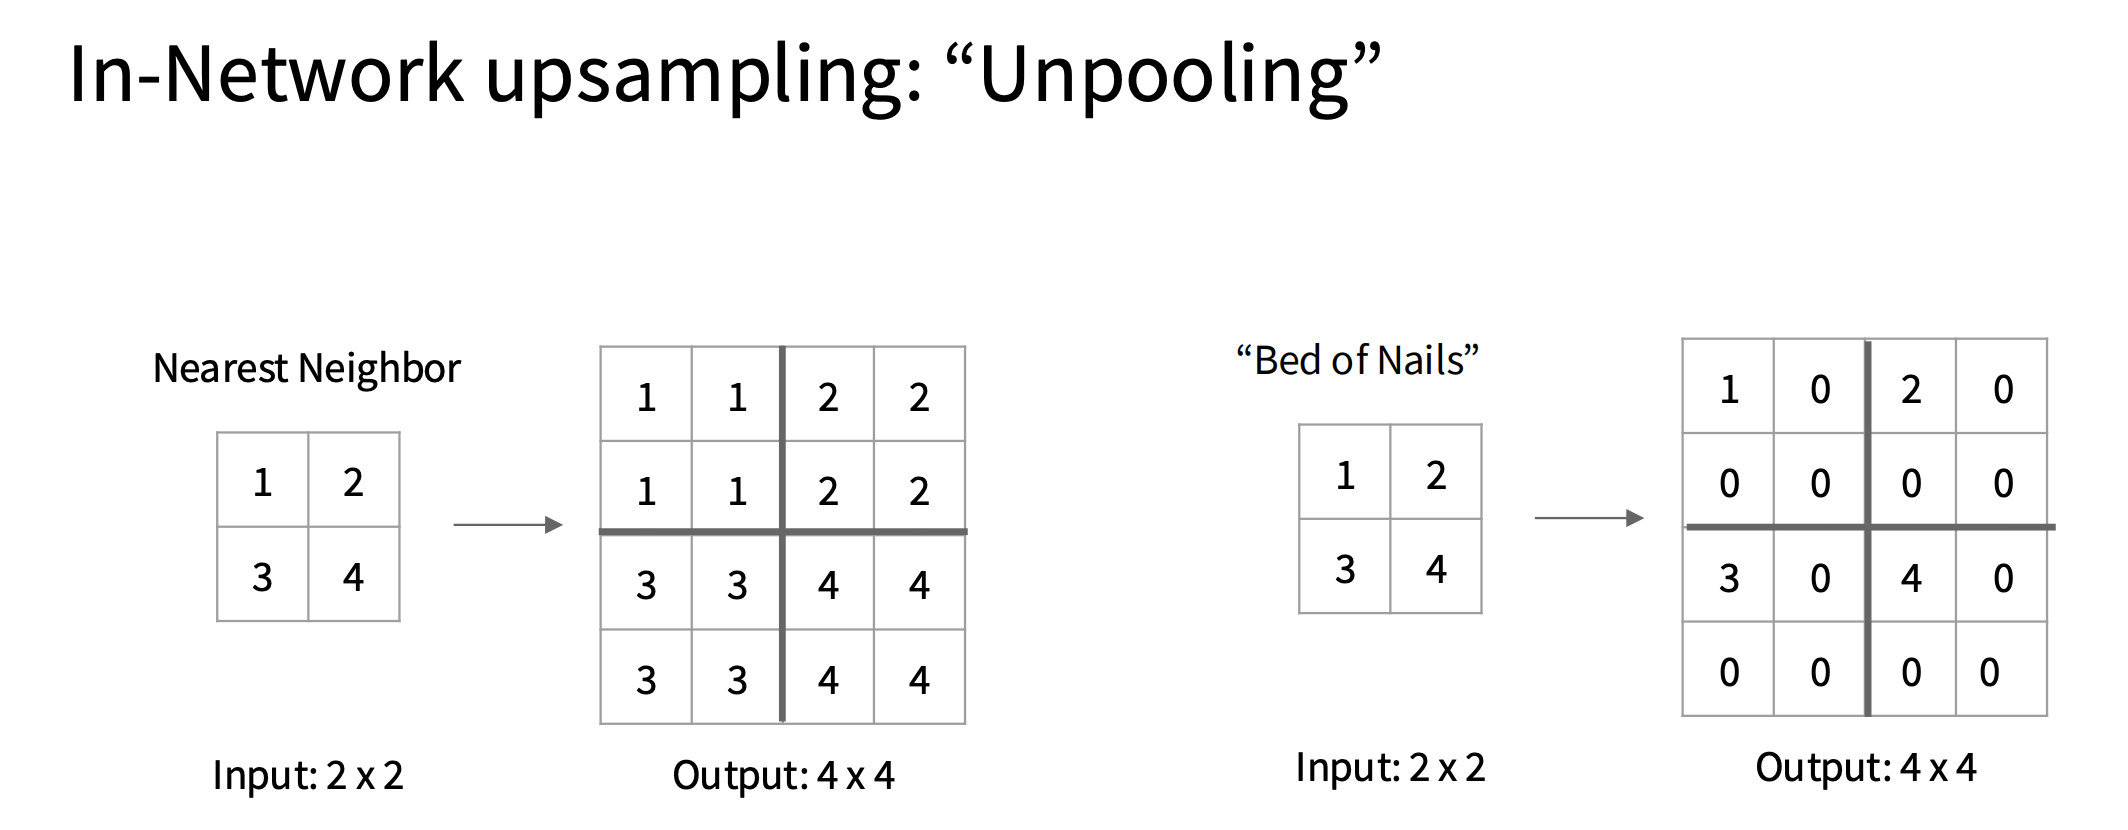 In-Network upsampling: “Unpooling”
Nearest Neighbor
1 2
3 4
1 1 2 2
1 1 2 2
3 3 4 4
3 3 4 4
Input: 2 x 2
Output: 4 x 4
“Bed of Nails”
1 2
3 4
1 0 2 0
0 0 0 0
3 0 4 0
0 0 0 0
Input: 2 x 2
Output: 4 x 4